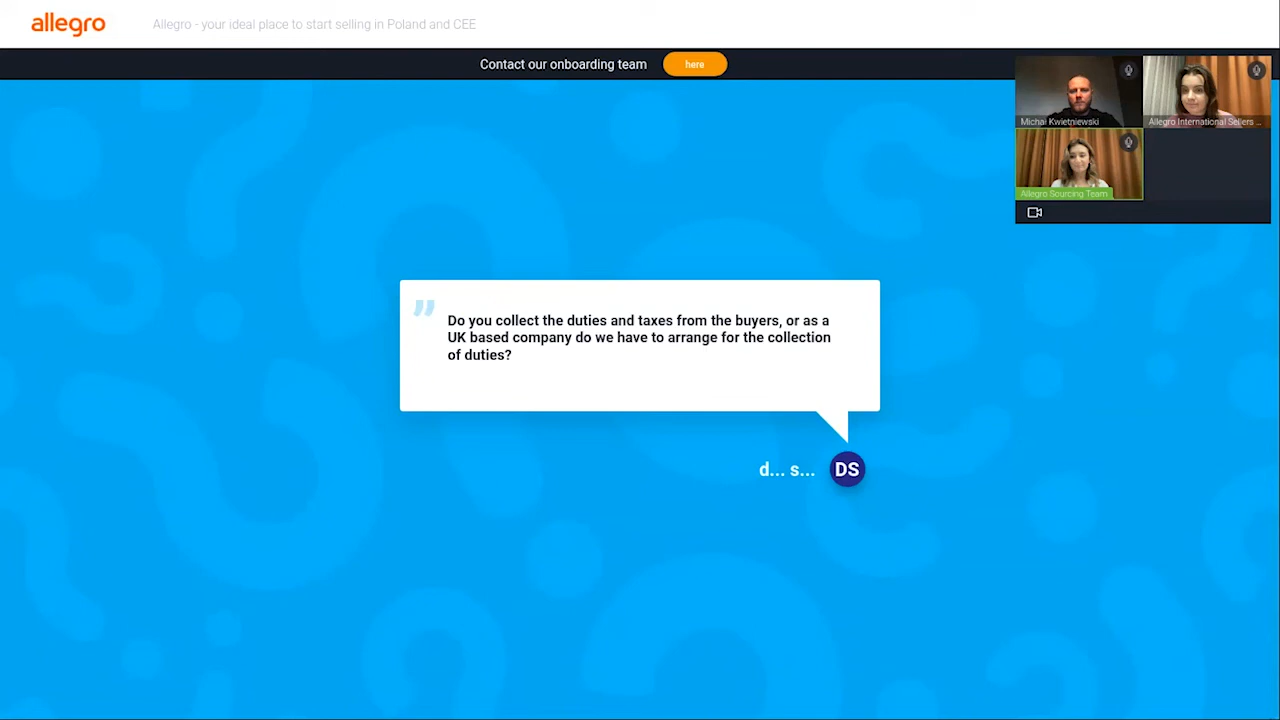 allegro
Allegro - your ideal place to start selling in Poland and CEE
Contact our onboarding team
here
Michał Kwietniewski
Allegro International Sellers ...
Allegro Sourcing Team
Do you collect the duties and taxes from the buyers, or as a
UK based company do we have to arrange for the collection
of duties?
d... s...
DS